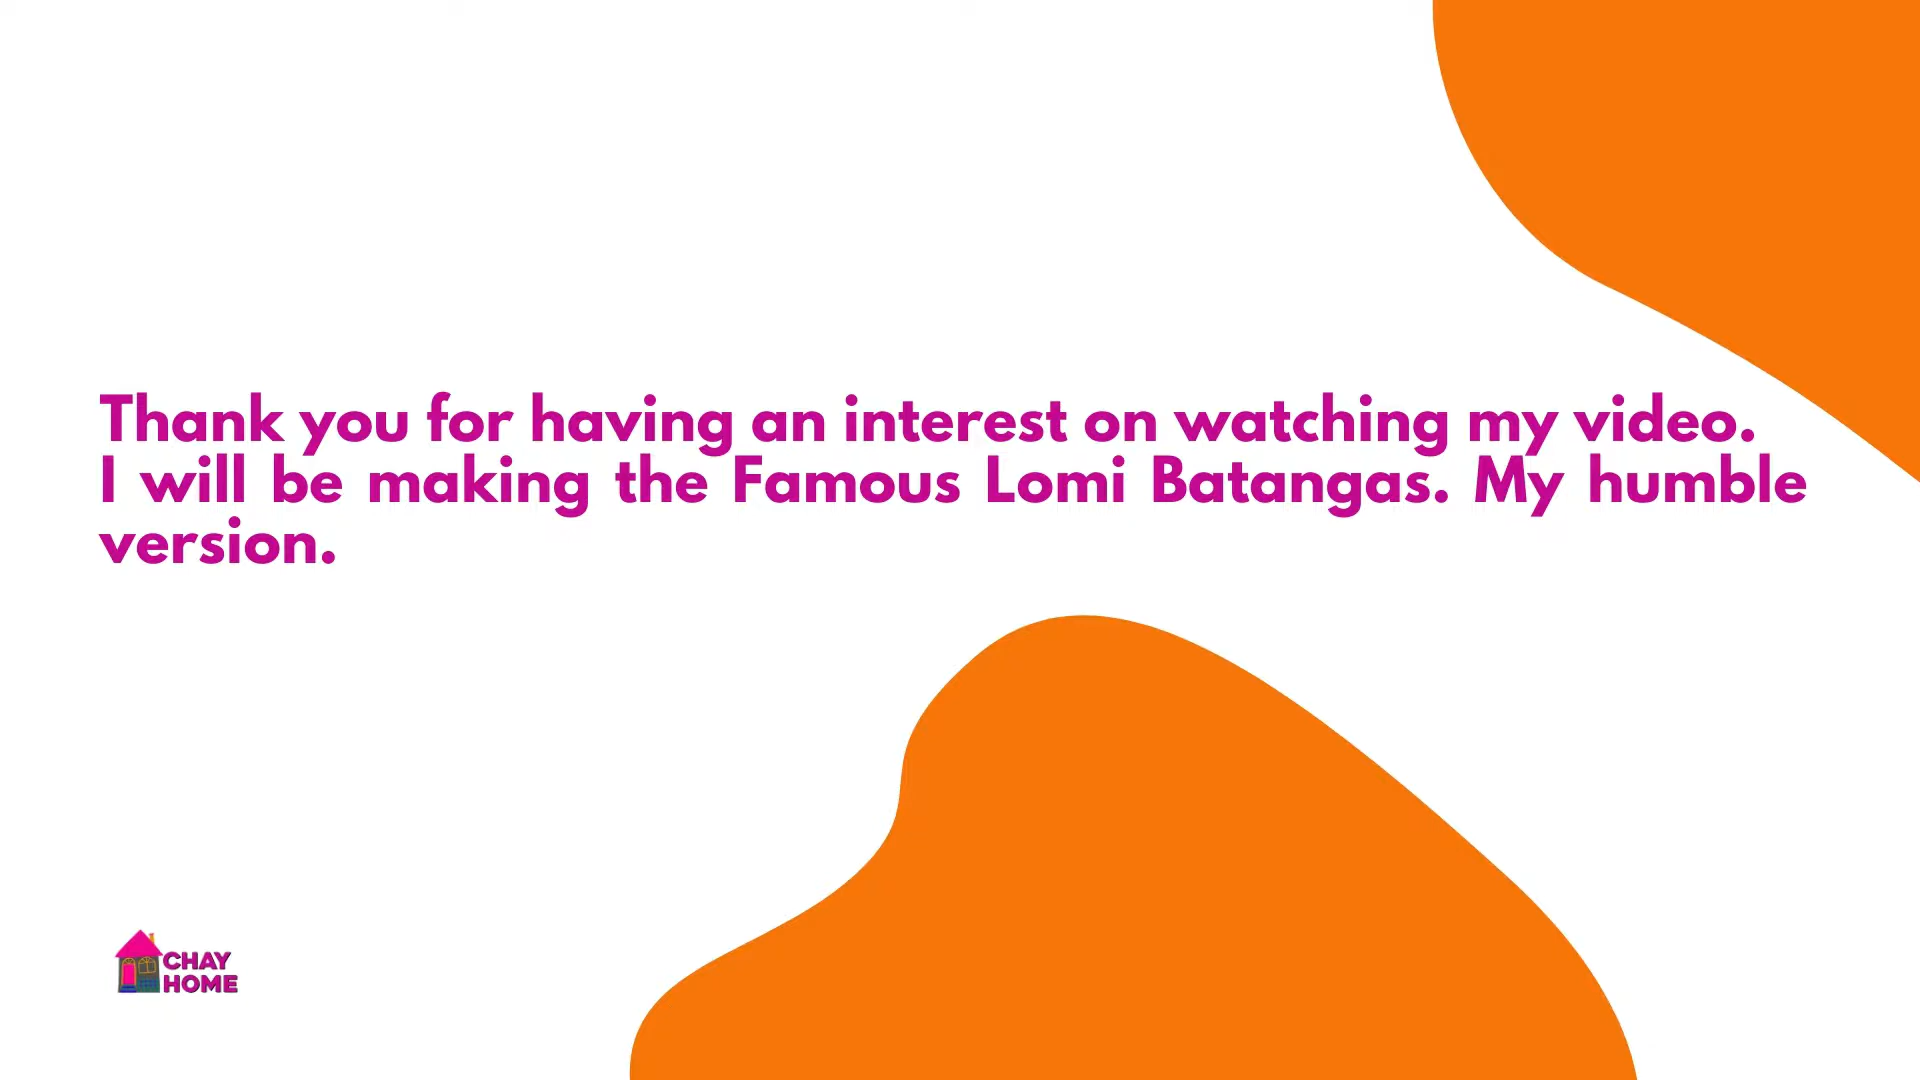 Thank you for having an interest on watching my video.
I will be making the Famous Lomi Batangas. My humble
version.
CHAY
HOME